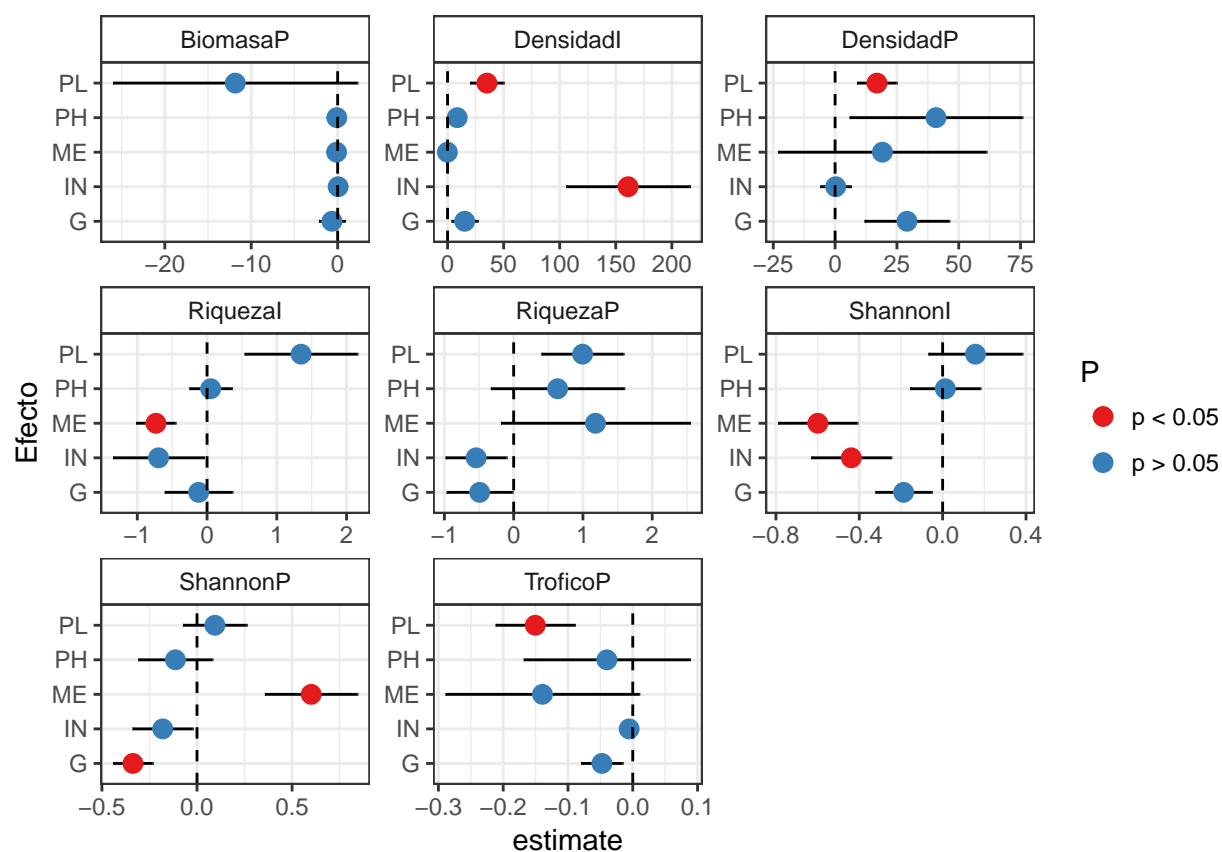 BiomasaP
DensidadI
DensidadP
PL
PH
ME
IN
G
−20 −10 0
PL
PH
ME
IN
G
0 50 100 150 200
PL
PH
ME
IN
G
−25 0 25 50 75
RiquezaI
RiquezaP
ShannonI
PL
PH
ME
IN
G
−1 0 1 2
PL
PH
ME
IN
G
−1 0 1 2
PL
PH
ME
IN
G
−0.8 −0.4 0.0 0.4
ShannonP
TroficoP
PL
PH
ME
IN
G
−0.5 0.0 0.5
PL
PH
ME
IN
G
−0.3 −0.2 −0.1 0.0 0.1
Efecto
estimate
P
p < 0.05
p > 0.05